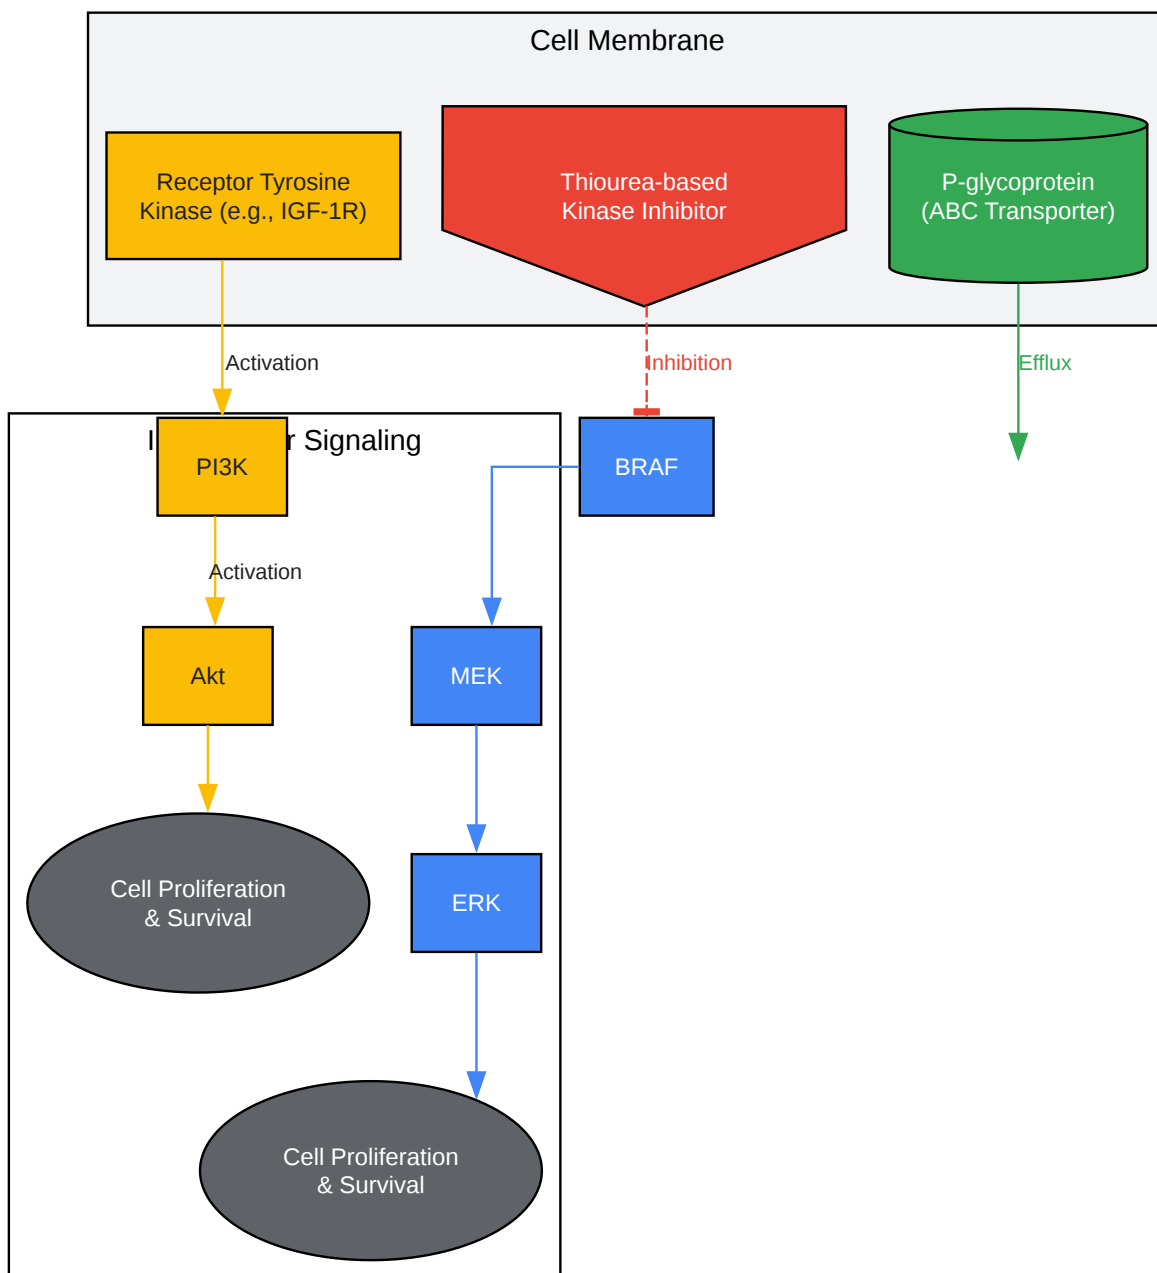 Cell Membrane
Receptor Tyrosine
Kinase (e.g., IGF-1R)
Thiourea-based
Kinase Inhibitor
P-glycoprotein
(ABC Transporter)
Activation
Inhibition
Efflux
Signaling
PI3K
BRAF
Activation
Akt
MEK
Cell Proliferation
& Survival
ERK
Cell Proliferation
& Survival